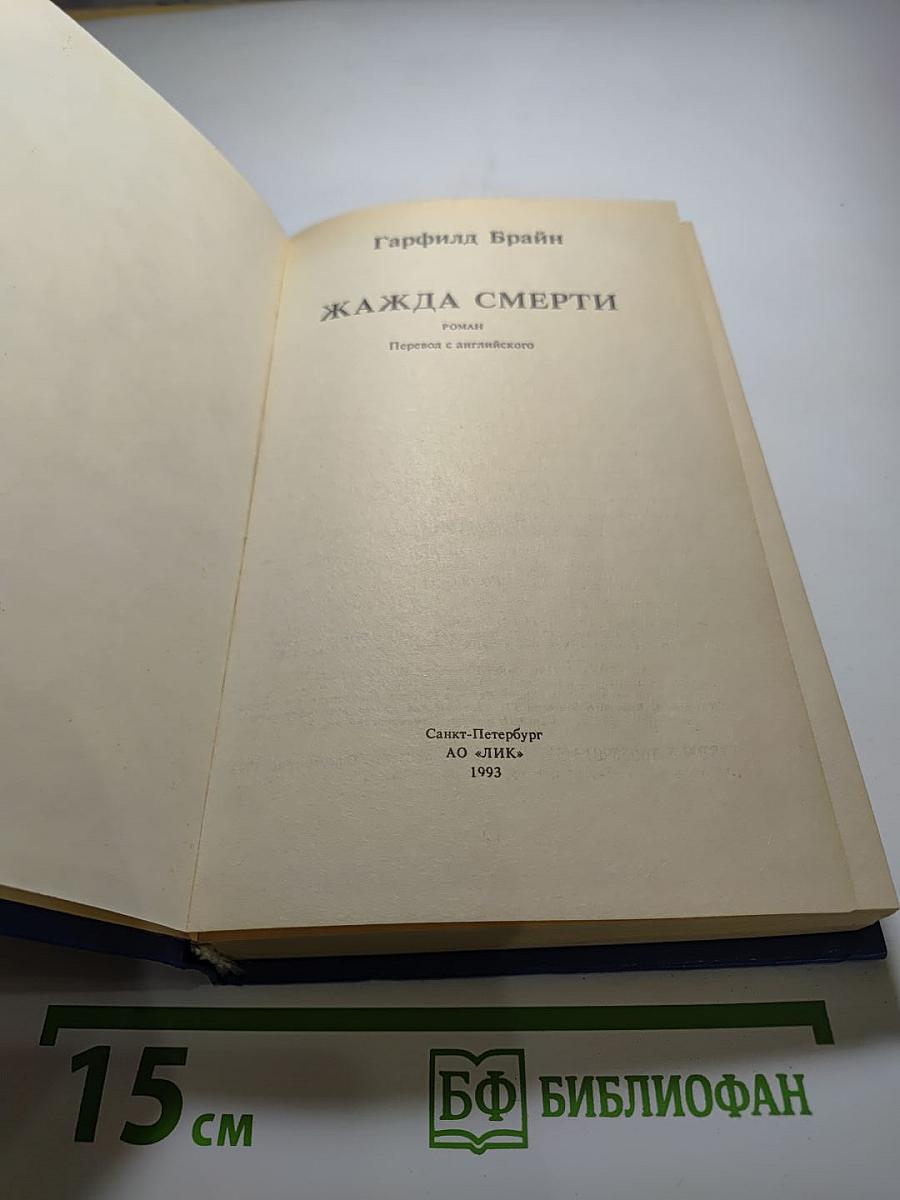 Гарфилд Брайн
ЖАЖДА СМЕРТИ
РОМАН
Перевод с английского
Санкт-Петербург
АО «ЛИК»
1993
15 см
БФ БИБЛИОФАН